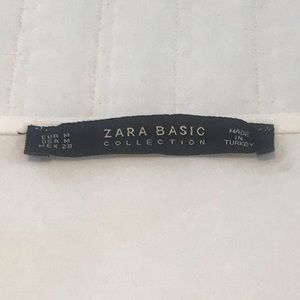 EUR M
USA M
MEX 28
ZARA BASIC
COLLECTION
MADE
IN
TURKEY